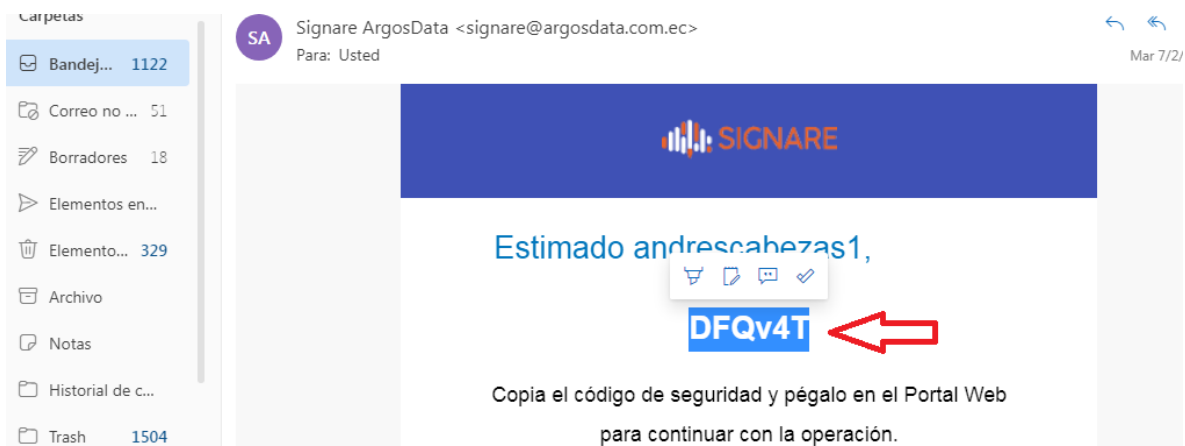 Carpetas
Bandej... 1122
Correo no ... 51
Borradores 18
Elementos en...
Elemento... 329
Archivo
Notas
Historial de c...
Trash 1504
SA
Signare ArgosData <signare@argosdata.com.ec>
Para: Usted
Mar 7/2/
SIGNARE
Estimado andrescabezas1,
DFQv4T
Copia el código de seguridad y pégalo en el Portal Web
para continuar con la operación.